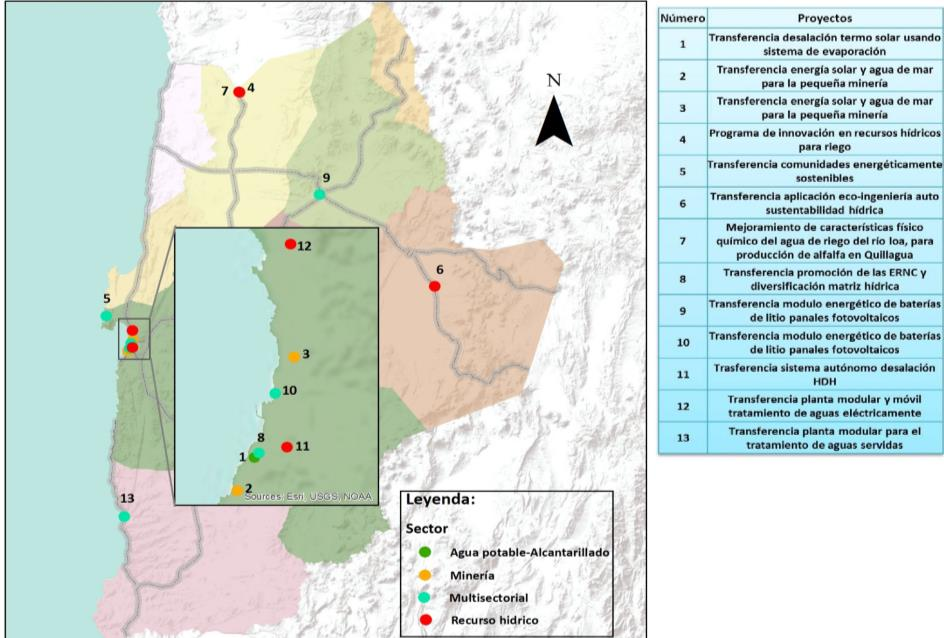 N
7 4
9
12
6
5
3
10
8
11
1
2
Sources: Esri, USGS, NOAA
13
Leyenda:
Sector
Agua potable-Alcantarillado
Minería
Multisectorial
Recurso hidrico
Número Proyectos
1 Transferencia desalación termo solar usando
sistema de evaporación
2 Transferencia energía solar y agua de mar
para la pequeña minería
3 Transferencia energía solar y agua de mar
para la pequeña minería
4 Programa de innovación en recursos hídricos
para riego
5 Transferencia comunidades energéticamente
sostenibles
6 Transferencia aplicación eco-ingeniería auto
sustentabilidad hídrica
7 Mejoramiento de características físico
químico del agua de riego del río loa, para
producción de alfalfa en Quillagua
8 Transferencia promoción de las ERNC y
diversificación matriz hídrica
9 Transferencia modulo energético de baterías
de litio panales fotovoltaicos
10 Transferencia modulo energético de baterías
de litio panales fotovoltaicos
11 Trasferencia sistema autónomo desalación
HDH
12 Transferencia planta modular y móvil
tratamiento de aguas eléctricamente
13 Transferencia planta modular para el
tratamiento de aguas servidas